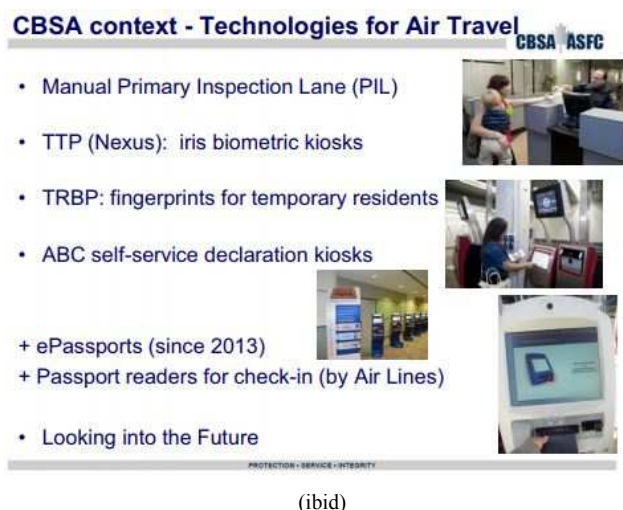 CBSA context - Technologies for Air Travel
CBSA ASFC
• Manual Primary Inspection Lane (PIL)
• TTP (Nexus): iris biometric kiosks
• TRBP: fingerprints for temporary residents
• ABC self-service declaration kiosks
+ ePassports (since 2013)
+ Passport readers for check-in (by Air Lines)
• Looking into the Future
PROTECTION • SERVICE • INTEGRITY
(ibid)